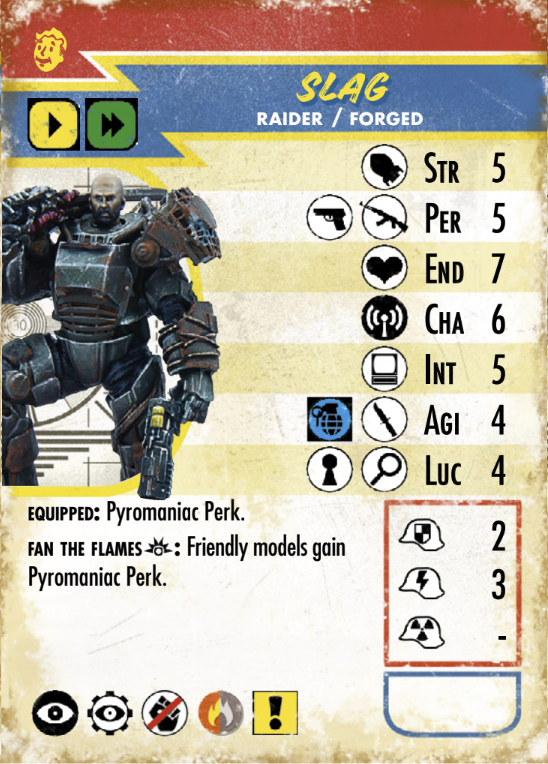 SLAG
RAIDER / FORGED
STR 5
PER 5
END 7
CHA 6
INT 5
AGI 4
LUC 4
EQUIPPED: Pyromaniac Perk.
FAN THE FLAMES : Friendly models gain
Pyromaniac Perk.
2
3
-
!